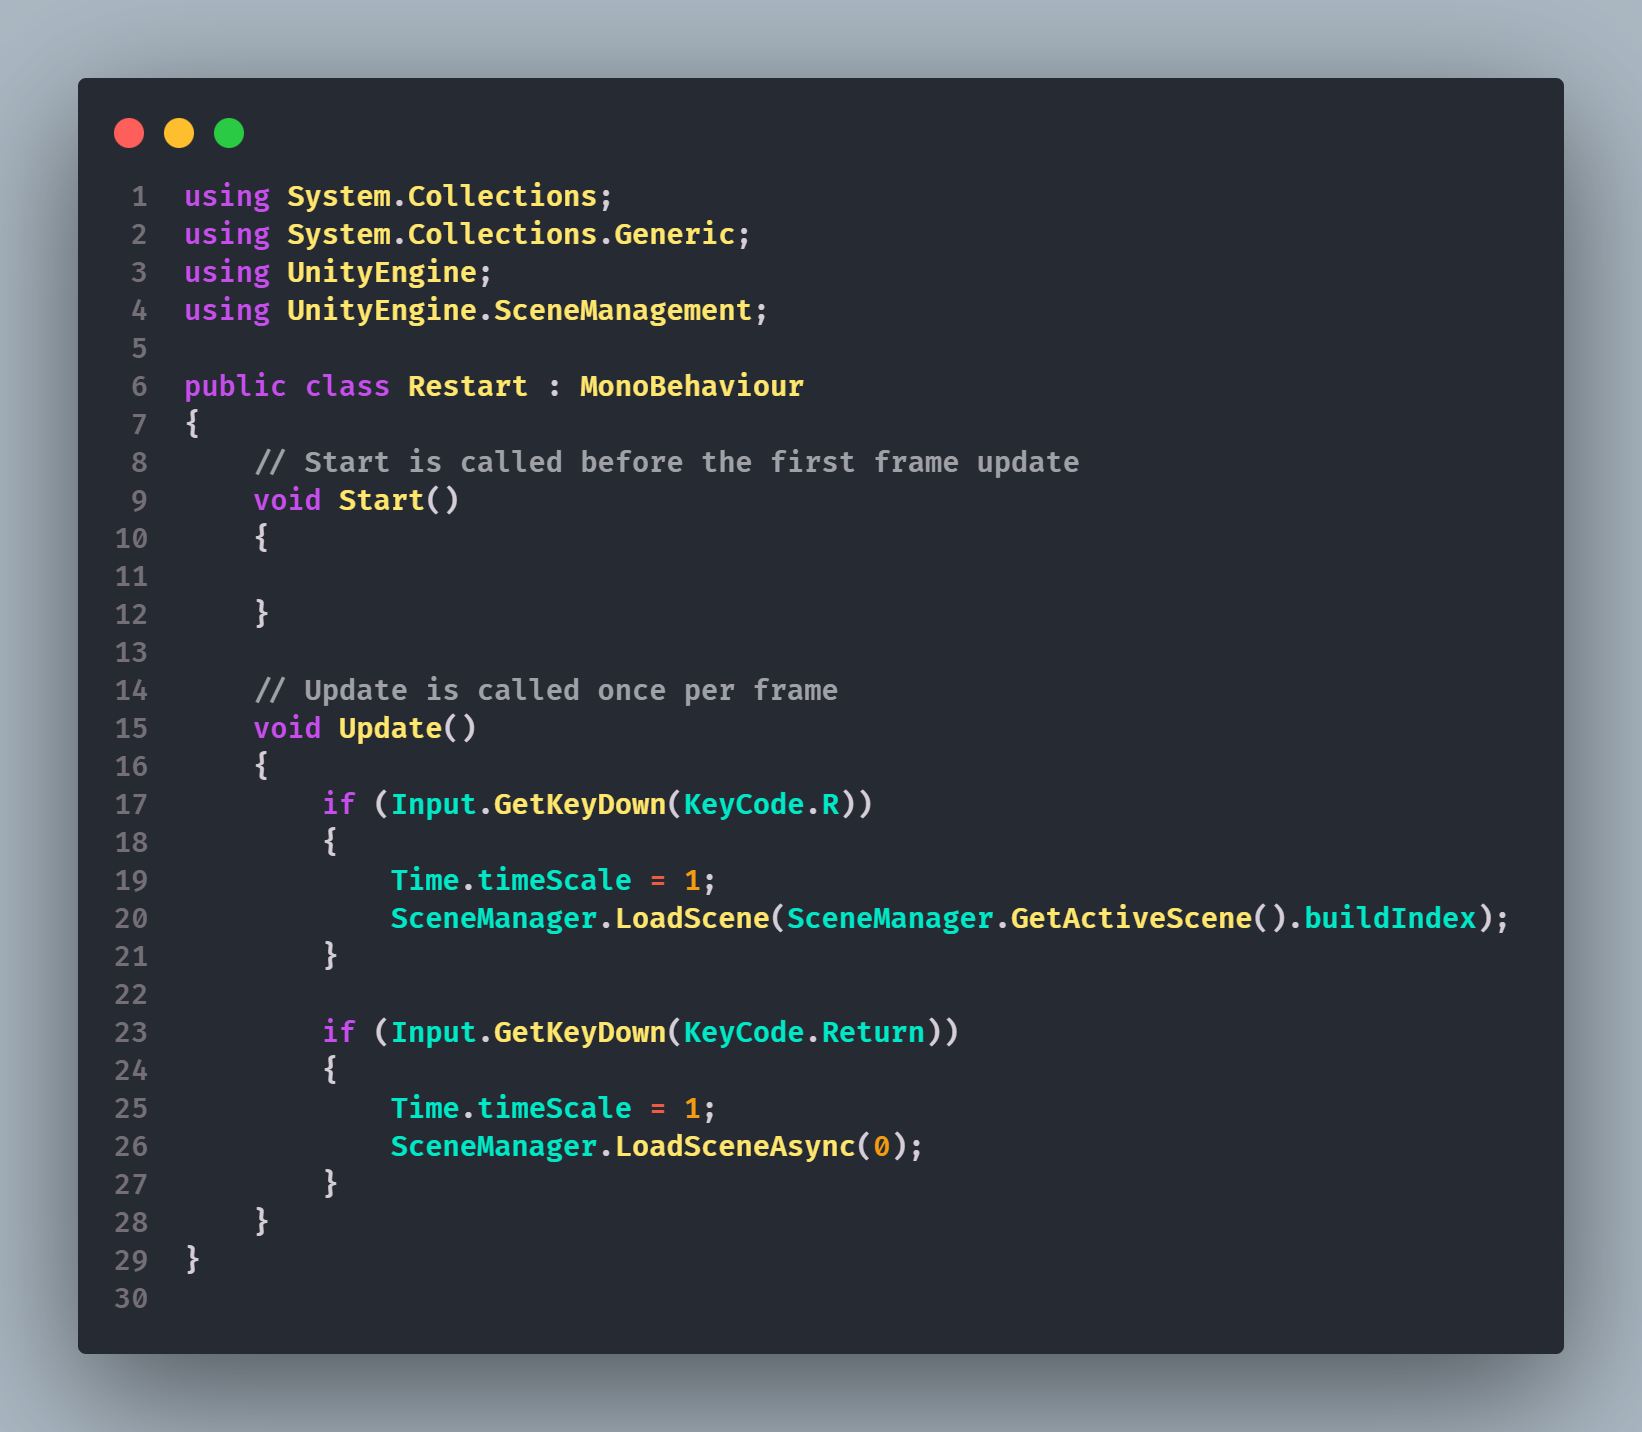 1 using System.Collections;
2 using System.Collections.Generic;
3 using UnityEngine;
4 using UnityEngine.SceneManagement;
5
6 public class Restart : MonoBehaviour
7 {
8     // Start is called before the first frame update
9     void Start()
10     {
11
12     }
13
14     // Update is called once per frame
15     void Update()
16     {
17         if (Input.GetKeyDown(KeyCode.R))
18         {
19             Time.timeScale = 1;
20             SceneManager.LoadScene(SceneManager.GetActiveScene().buildIndex);
21         }
22
23         if (Input.GetKeyDown(KeyCode.Return))
24         {
25             Time.timeScale = 1;
26             SceneManager.LoadSceneAsync(0);
27         }
28     }
29 }
30